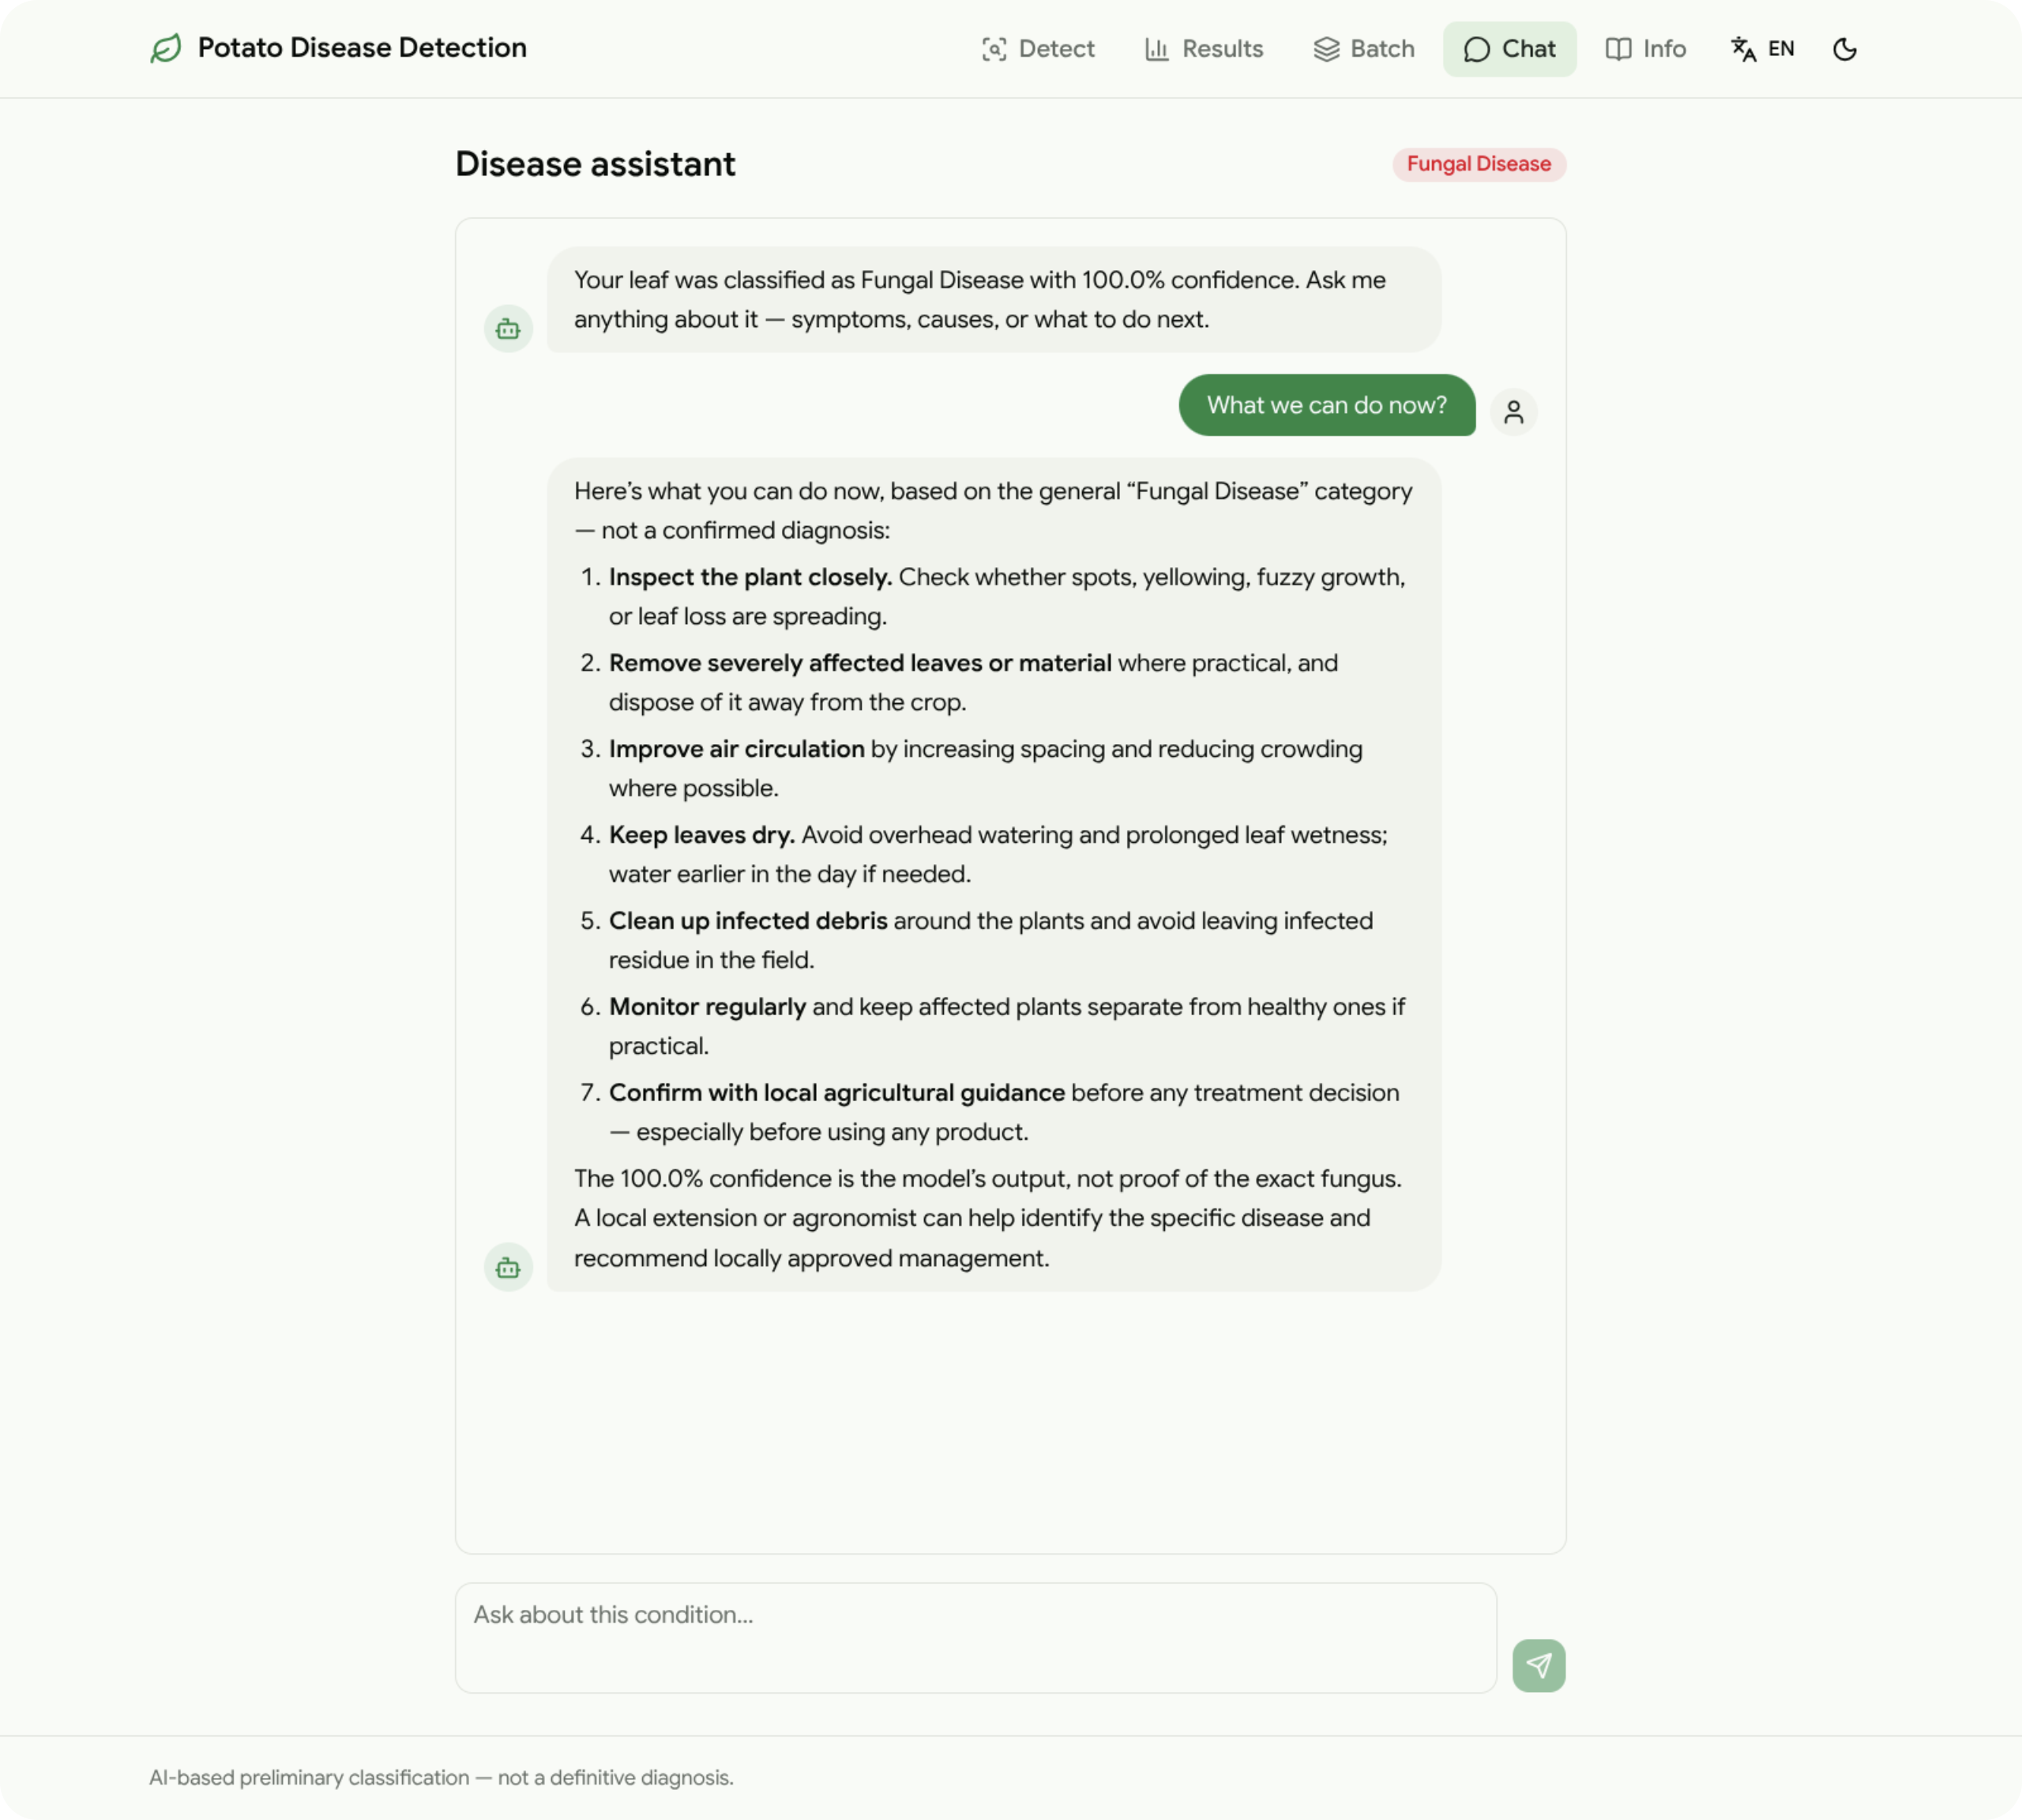 Potato Disease Detection
Detect
Results
Batch
Chat
Info
EN
Disease assistant
Fungal Disease
Your leaf was classified as Fungal Disease with 100.0% confidence. Ask me
anything about it — symptoms, causes, or what to do next.
What we can do now?
Here’s what you can do now, based on the general “Fungal Disease” category
— not a confirmed diagnosis:
1. Inspect the plant closely. Check whether spots, yellowing, fuzzy growth,
or leaf loss are spreading.
2. Remove severely affected leaves or material where practical, and
dispose of it away from the crop.
3. Improve air circulation by increasing spacing and reducing crowding
where possible.
4. Keep leaves dry. Avoid overhead watering and prolonged leaf wetness;
water earlier in the day if needed.
5. Clean up infected debris around the plants and avoid leaving infected
residue in the field.
6. Monitor regularly and keep affected plants separate from healthy ones if
practical.
7. Confirm with local agricultural guidance before any treatment decision
— especially before using any product.
The 100.0% confidence is the model’s output, not proof of the exact fungus.
A local extension or agronomist can help identify the specific disease and
recommend locally approved management.
Ask about this condition...
AI-based preliminary classification — not a definitive diagnosis.